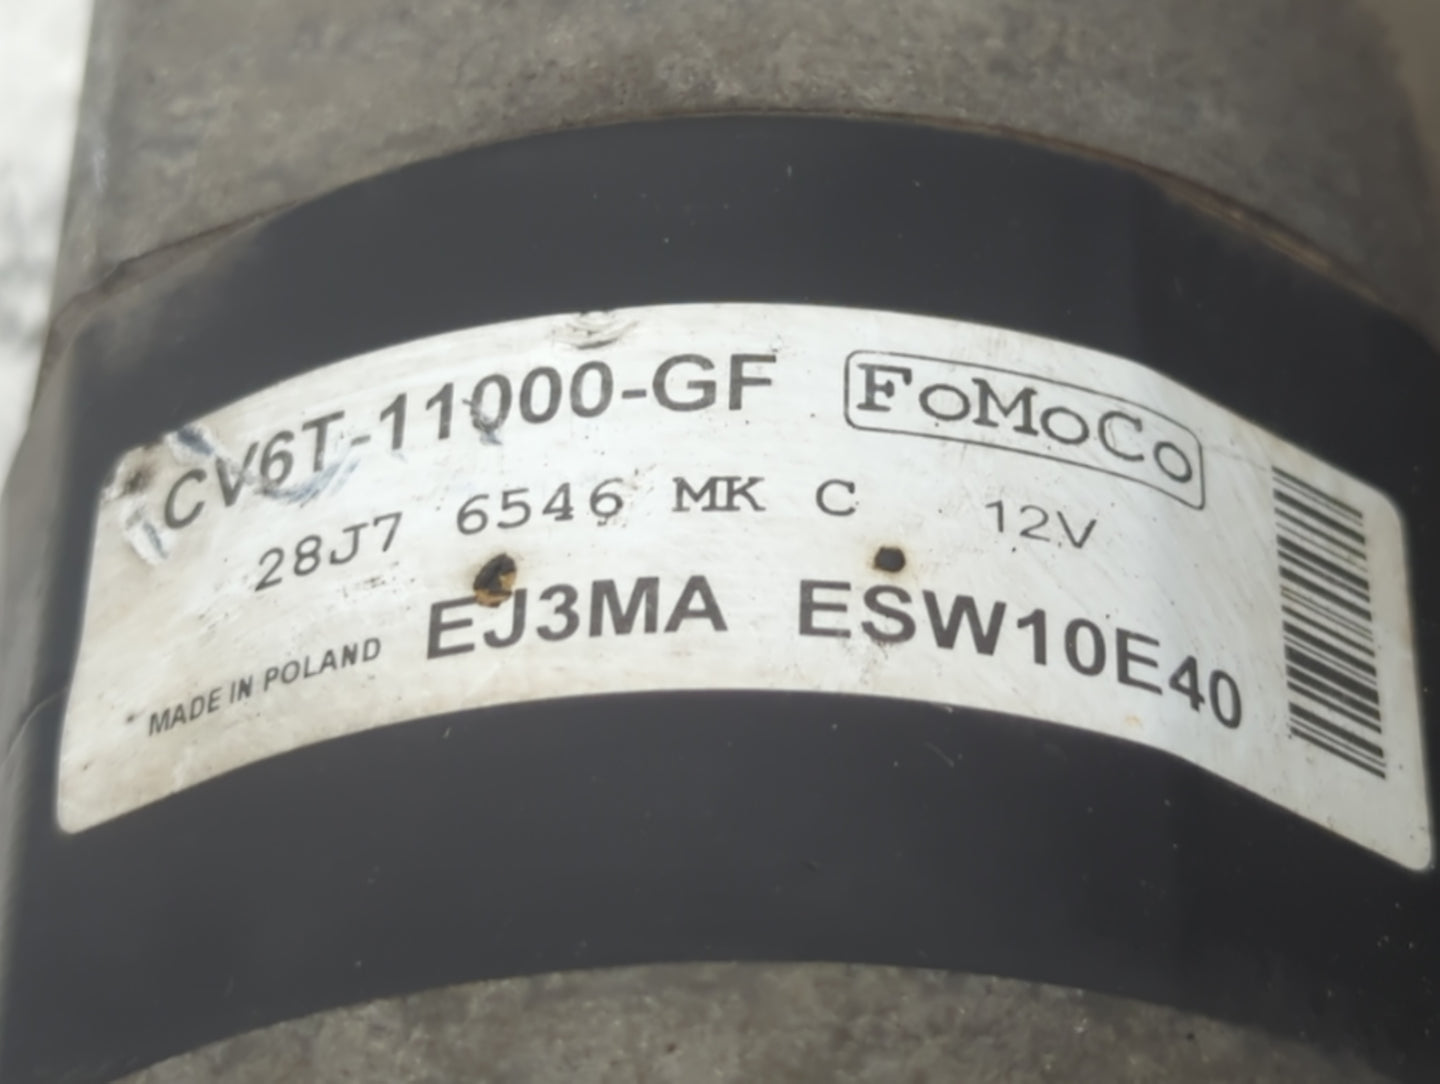 CV6T-11000-GF FoMoCo
28J7 6546 MK C 12V
EJ3MA ESW10E40
MADE IN POLAND